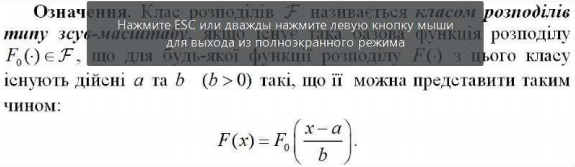 Означення. Клас розподілів F називається класом розподілів
типу зсув-масштабу, якщо існує така базова функція розподілу
Нажмите ESC или дважды нажмите левую кнопку мыши
для выхода из полноэкранного режима
F₀(·) ∈ F, що для будь-якої функції розподілу F(·) з цього класу
існують дійсні a та b (b > 0) такі, що її можна представити таким
чином:
F(x) = F₀((x − a)/b).